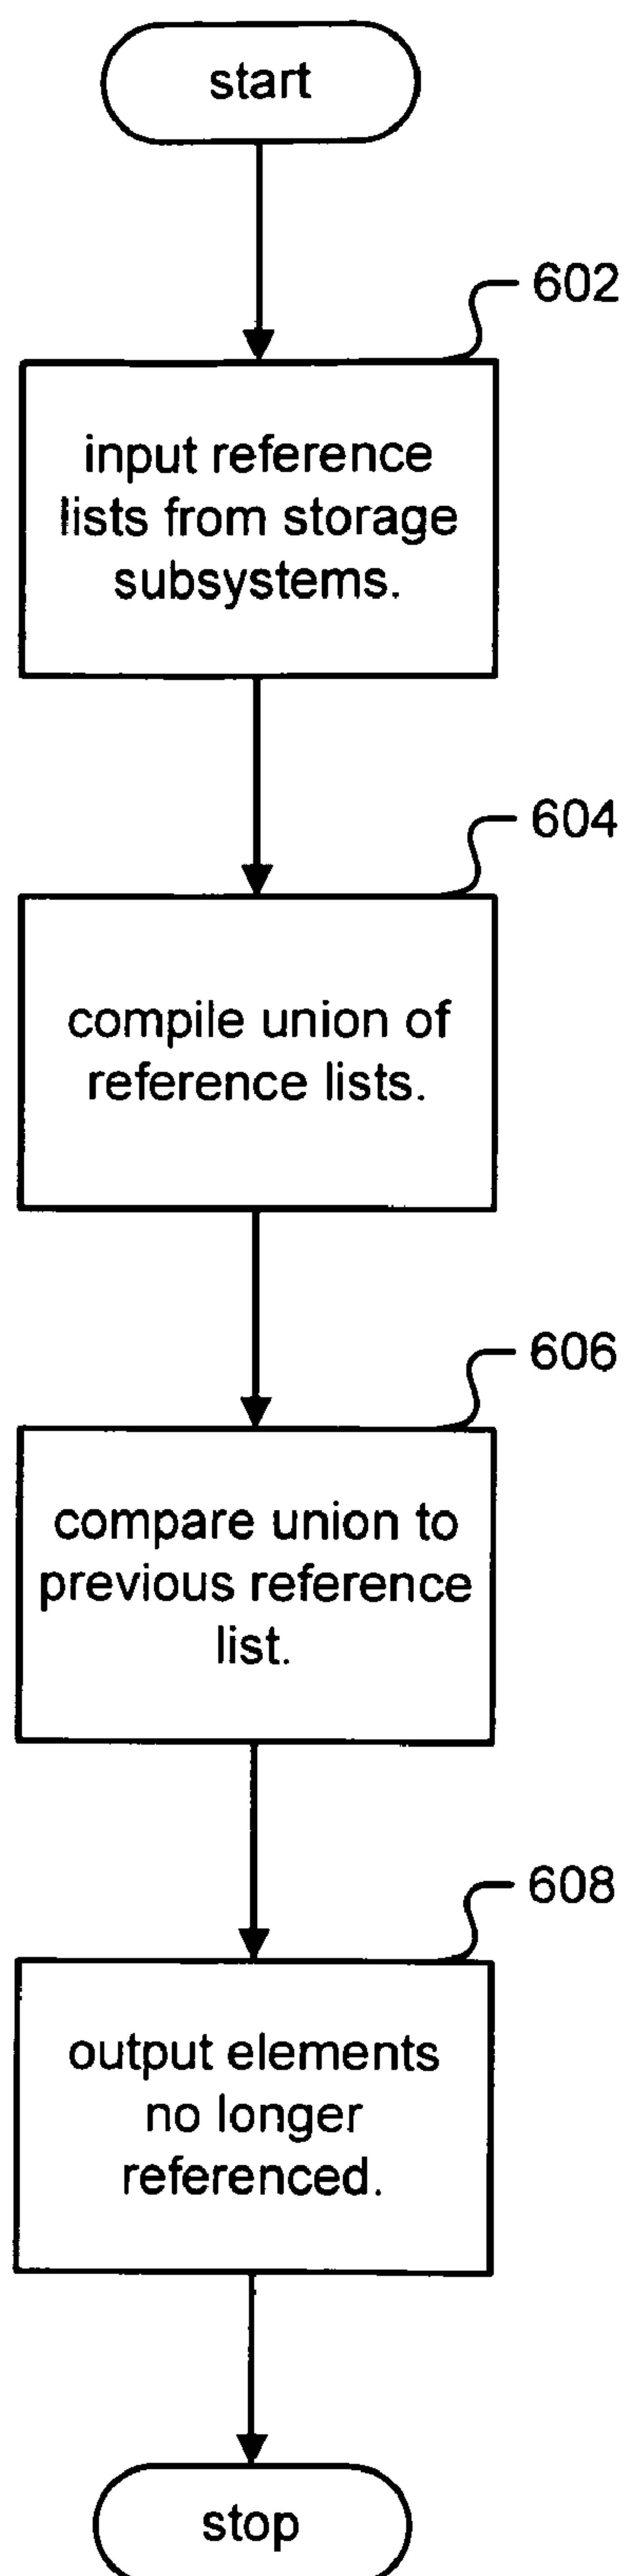 start
602
input reference
lists from storage
subsystems.
604
compile union of
reference lists.
606
compare union to
previous reference
list.
608
output elements
no longer
referenced.
stop